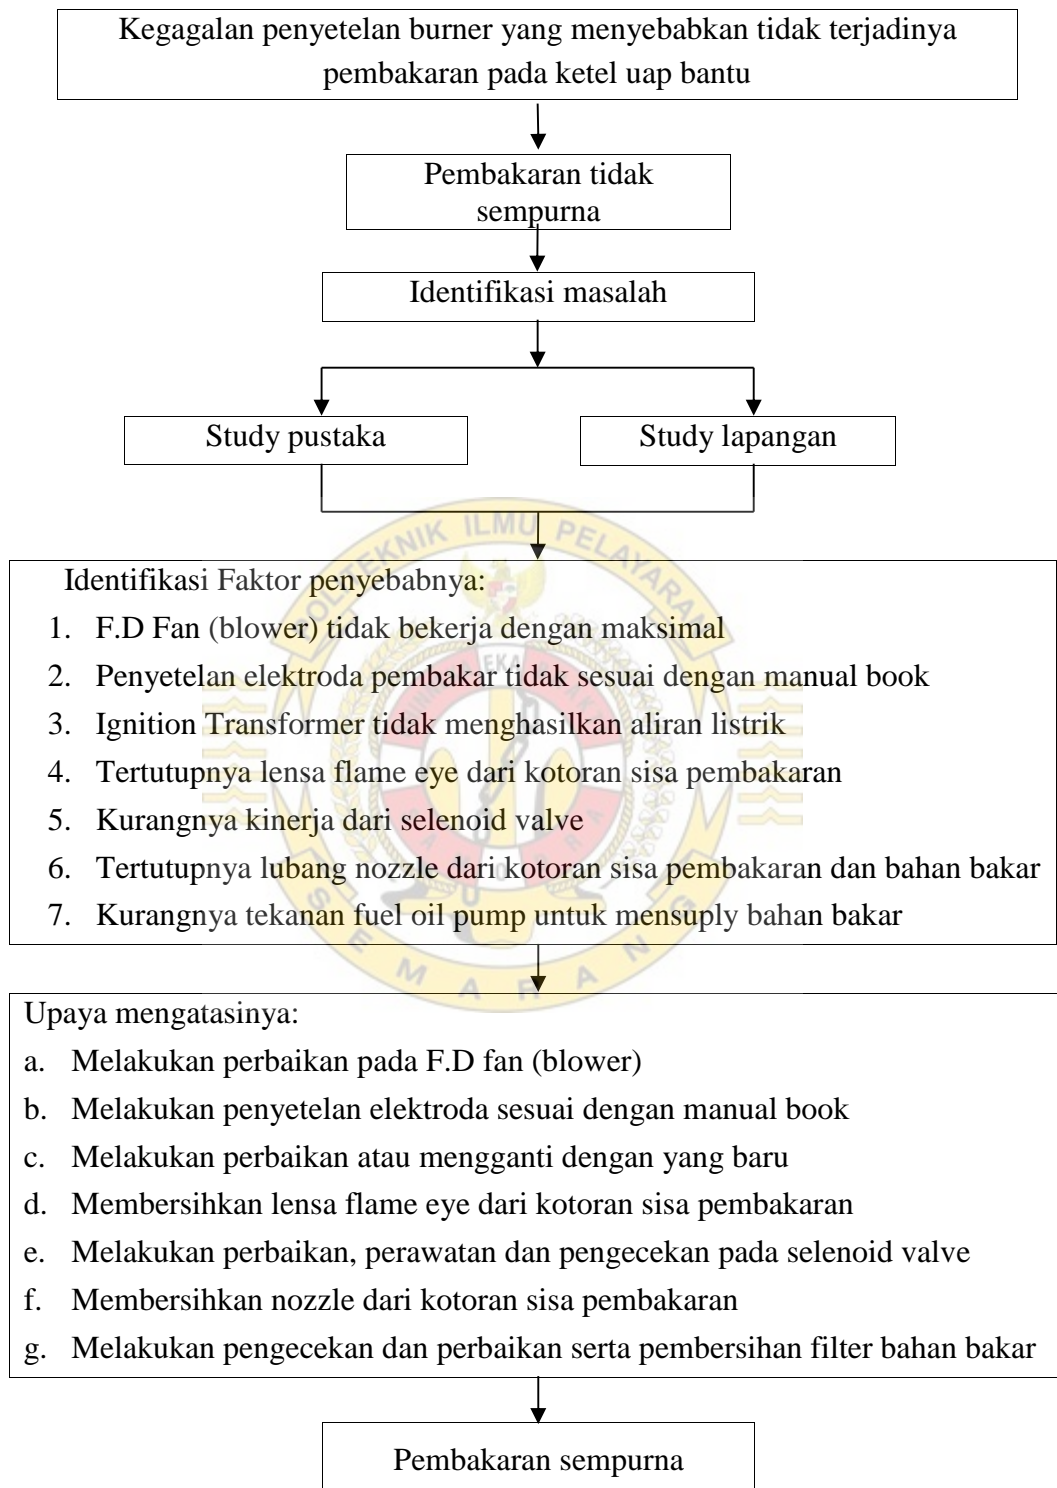 Kegagalan penyetelan burner yang menyebabkan tidak terjadinya
pembakaran pada ketel uap bantu
Pembakaran tidak
sempurna
Identifikasi masalah
Study pustaka
Study lapangan
POLITEKNIK ILMU PELAYARAN
Identifikasi Faktor penyebabnya:
1. F.D Fan (blower) tidak bekerja dengan maksimal
2. Penyetelan elektroda pembakar tidak sesuai dengan manual book
3. Ignition Transformer tidak menghasilkan aliran listrik
4. Tertutupnya lensa flame eye dari kotoran sisa pembakaran
5. Kurangnya kinerja dari selenoid valve
6. Tertutupnya lubang nozzle dari kotoran sisa pembakaran dan bahan bakar
7. Kurangnya tekanan fuel oil pump untuk mensuply bahan bakar
SEMARANG
Upaya mengatasinya:
a. Melakukan perbaikan pada F.D fan (blower)
b. Melakukan penyetelan elektroda sesuai dengan manual book
c. Melakukan perbaikan atau mengganti dengan yang baru
d. Membersihkan lensa flame eye dari kotoran sisa pembakaran
e. Melakukan perbaikan, perawatan dan pengecekan pada selenoid valve
f. Membersihkan nozzle dari kotoran sisa pembakaran
g. Melakukan pengecekan dan perbaikan serta pembersihan filter bahan bakar
Pembakaran sempurna